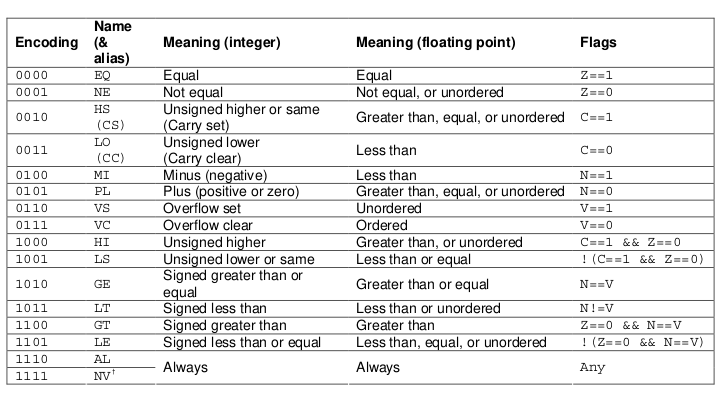 Encoding Name (& alias) Meaning (integer) Meaning (floating point) Flags
0000 EQ Equal Equal Z==1
0001 NE Not equal Not equal, or unordered Z==0
0010 HS (CS) Unsigned higher or same (Carry set) Greater than, equal, or unordered C==1
0011 LO (CC) Unsigned lower (Carry clear) Less than C==0
0100 MI Minus (negative) Less than N==1
0101 PL Plus (positive or zero) Greater than, equal, or unordered N==0
0110 VS Overflow set Unordered V==1
0111 VC Overflow clear Ordered V==0
1000 HI Unsigned higher Greater than, or unordered C==1 && Z==0
1001 LS Unsigned lower or same Less than or equal !(C==1 && Z==0)
1010 GE Signed greater than or equal Greater than or equal N==V
1011 LT Signed less than Less than or unordered N!=V
1100 GT Signed greater than Greater than Z==0 && N==V
1101 LE Signed less than or equal Less than, equal, or unordered !(Z==0 && N==V)
1110 AL Always Always Any
1111 NV†